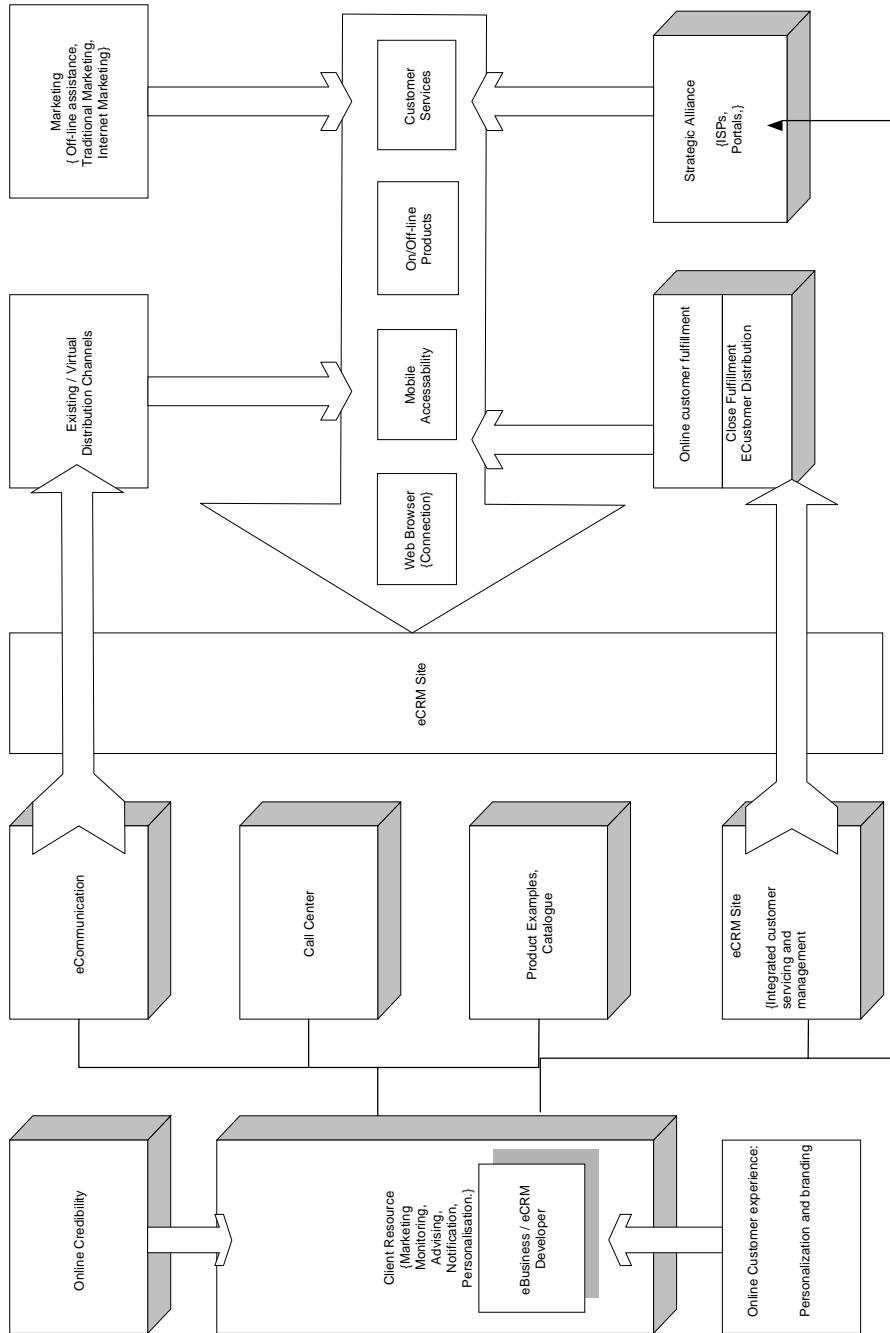 Online Credibility
Client Resource
{Marketing
Monitoring,
Advising,
Notification,
Personalisation.}
eBusiness / eCRM
Developer
Online Customer experience:
Personalization and branding
eCommunication
Call Center
Product Examples,
Catalogue
eCRM Site
{Integrated customer
servicing and
management
eCRM Site
Existing / Virtual
Distribution Channels
Marketing
{ Off-line assistance,
Traditional Marketing,
Internet Marketing}
Web Browser
{Connection}
Mobile
Accessability
On/Off-line
Products
Customer
Services
Online customer fulfillment
Close Fulfillment
ECustomer Distribution
Strategic Alliance
{ISPs,
Portals,}